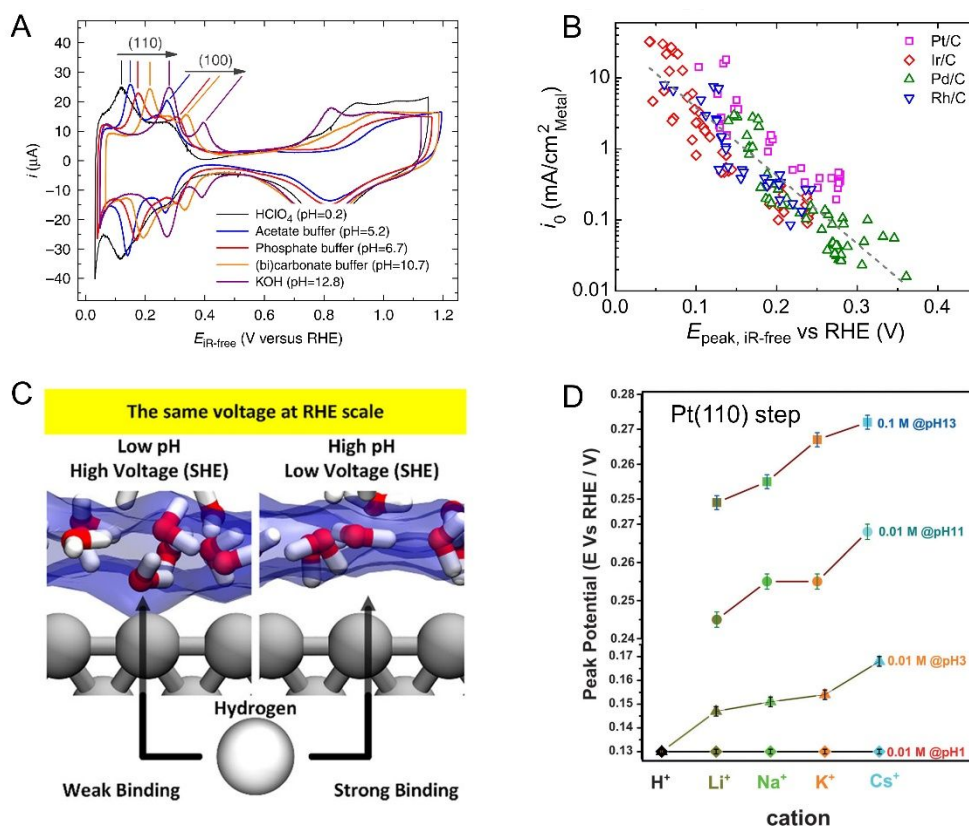 A
(110)
(100)
i (µA)
40
30
20
10
0
−10
−20
−30
−40
HClO4 (pH=0.2)
Acetate buffer (pH=5.2)
Phosphate buffer (pH=6.7)
(bi)carbonate buffer (pH=10.7)
KOH (pH=12.8)
0.0 0.2 0.4 0.6 0.8 1.0 1.2
EiR-free (V versus RHE)
B
Pt/C
Ir/C
Pd/C
Rh/C
i0 (mA/cm2Metal)
10
1
0.1
0.01
0.0 0.1 0.2 0.3 0.4
Epeak, iR-free vs RHE (V)
C
The same voltage at RHE scale
Low pH
High Voltage (SHE)
High pH
Low Voltage (SHE)
Hydrogen
Weak Binding
Strong Binding
D
Pt(110) step
Peak Potential (E Vs RHE / V)
0.28
0.27
0.26
0.25
0.27
0.26
0.25
0.24
0.17
0.16
0.15
0.14
0.13
0.1 M @pH13
0.01 M @pH11
0.01 M @pH3
0.01 M @pH1
H+ Li+ Na+ K+ Cs+
cation